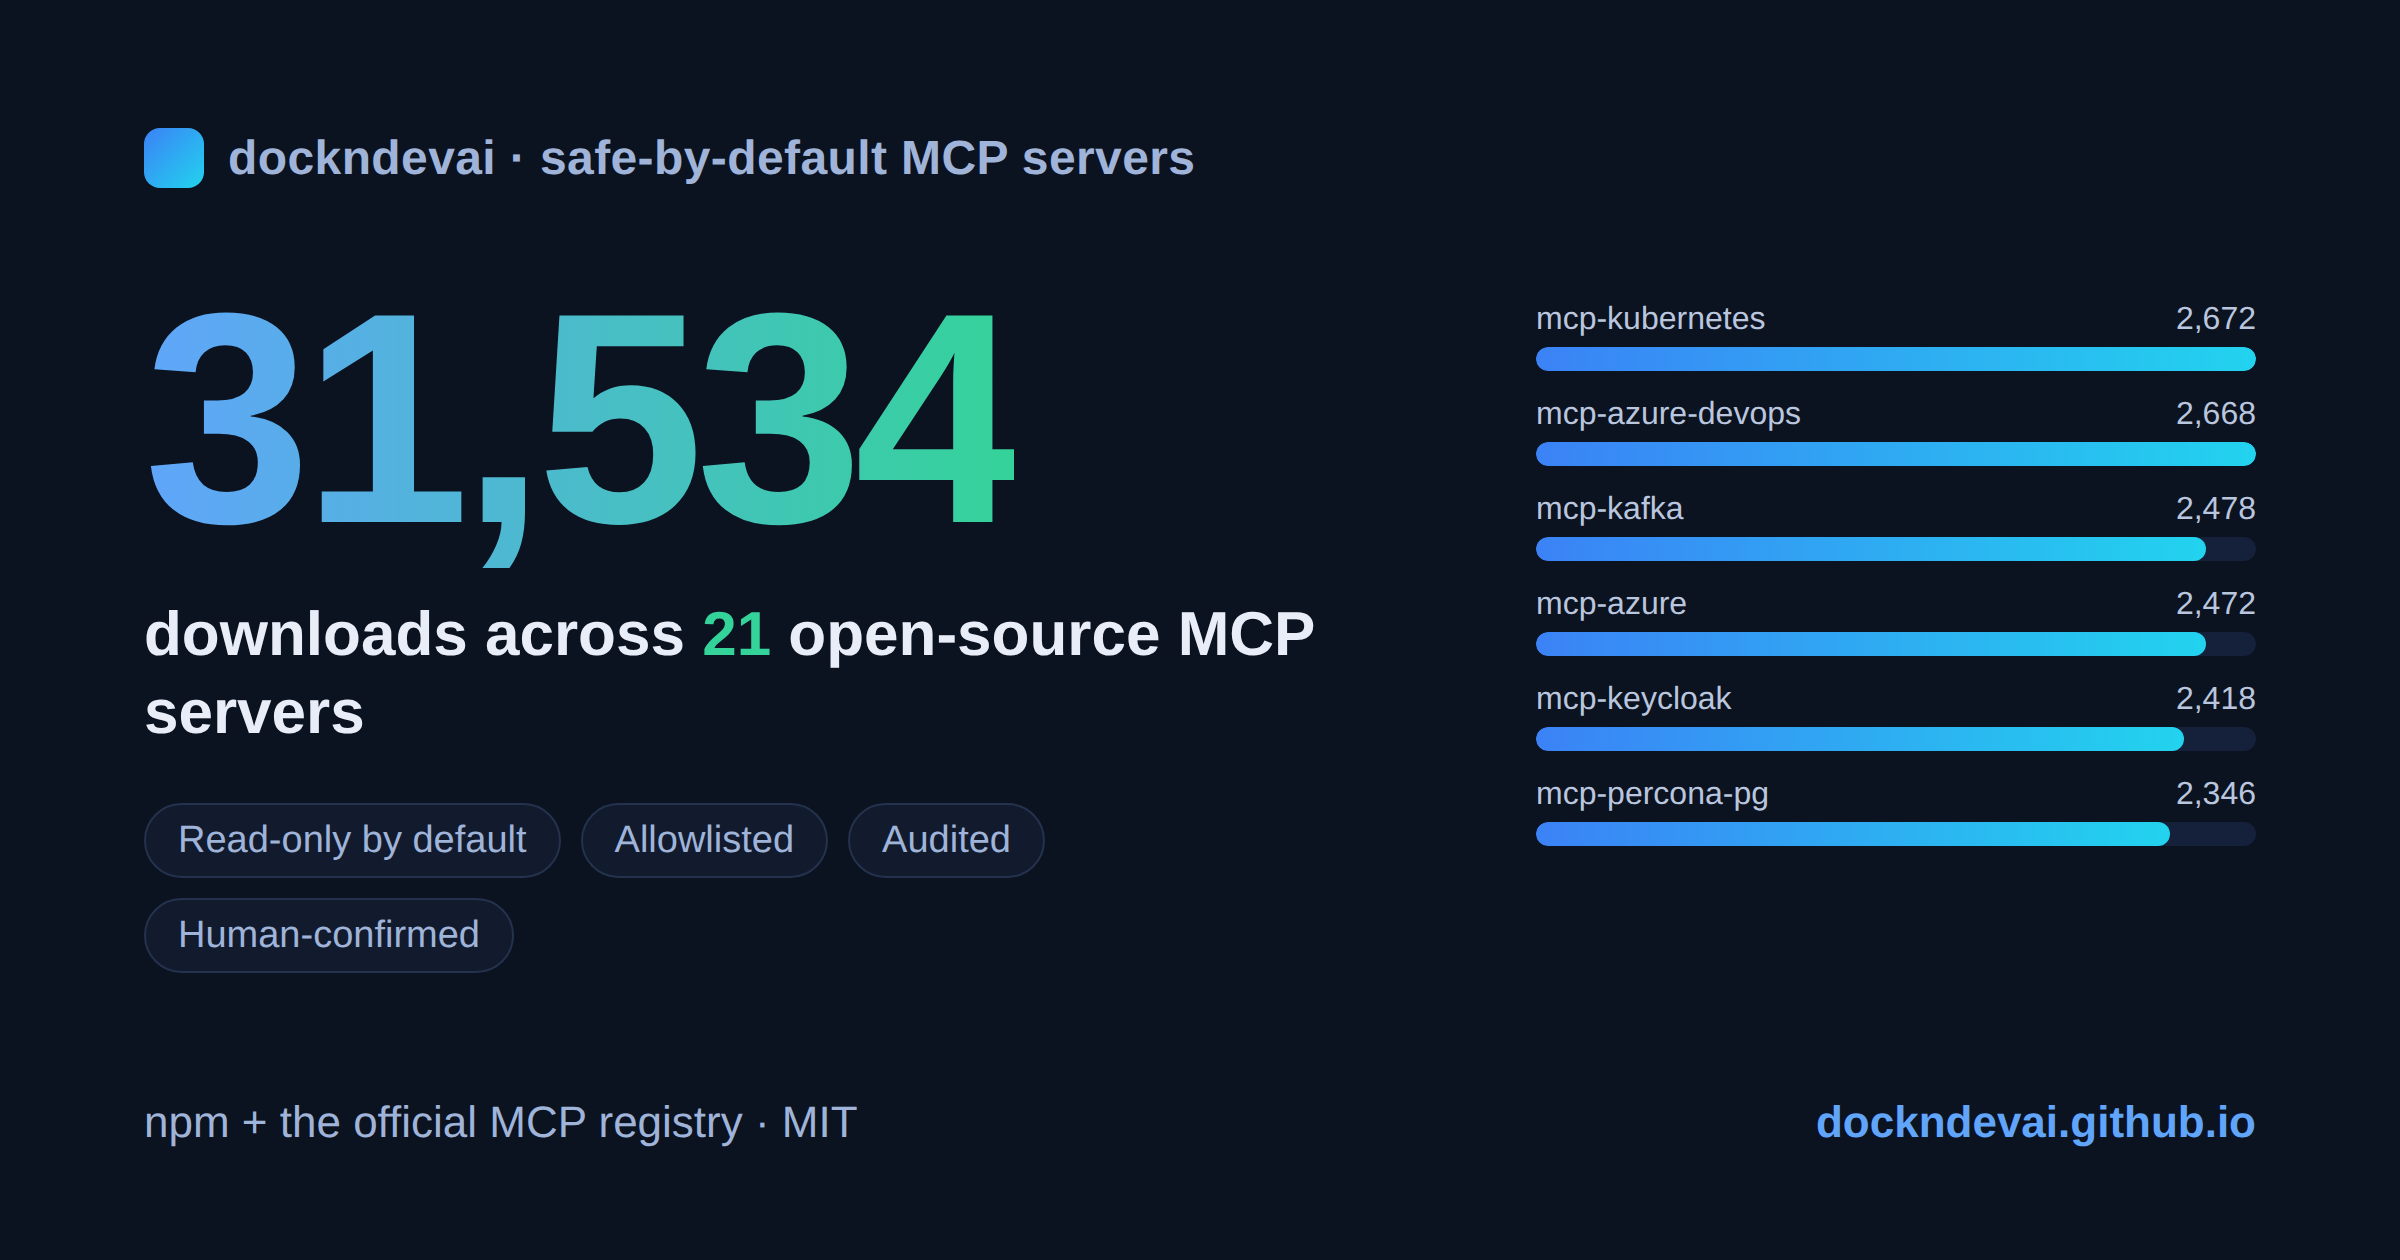 dockndevai · safe-by-default MCP servers
31,534
downloads across 21 open-source MCP
servers
Read-only by default
Allowlisted
Audited
Human-confirmed
mcp-kubernetes 2,672
mcp-azure-devops 2,668
mcp-kafka 2,478
mcp-azure 2,472
mcp-keycloak 2,418
mcp-percona-pg 2,346
npm + the official MCP registry · MIT
dockndevai.github.io